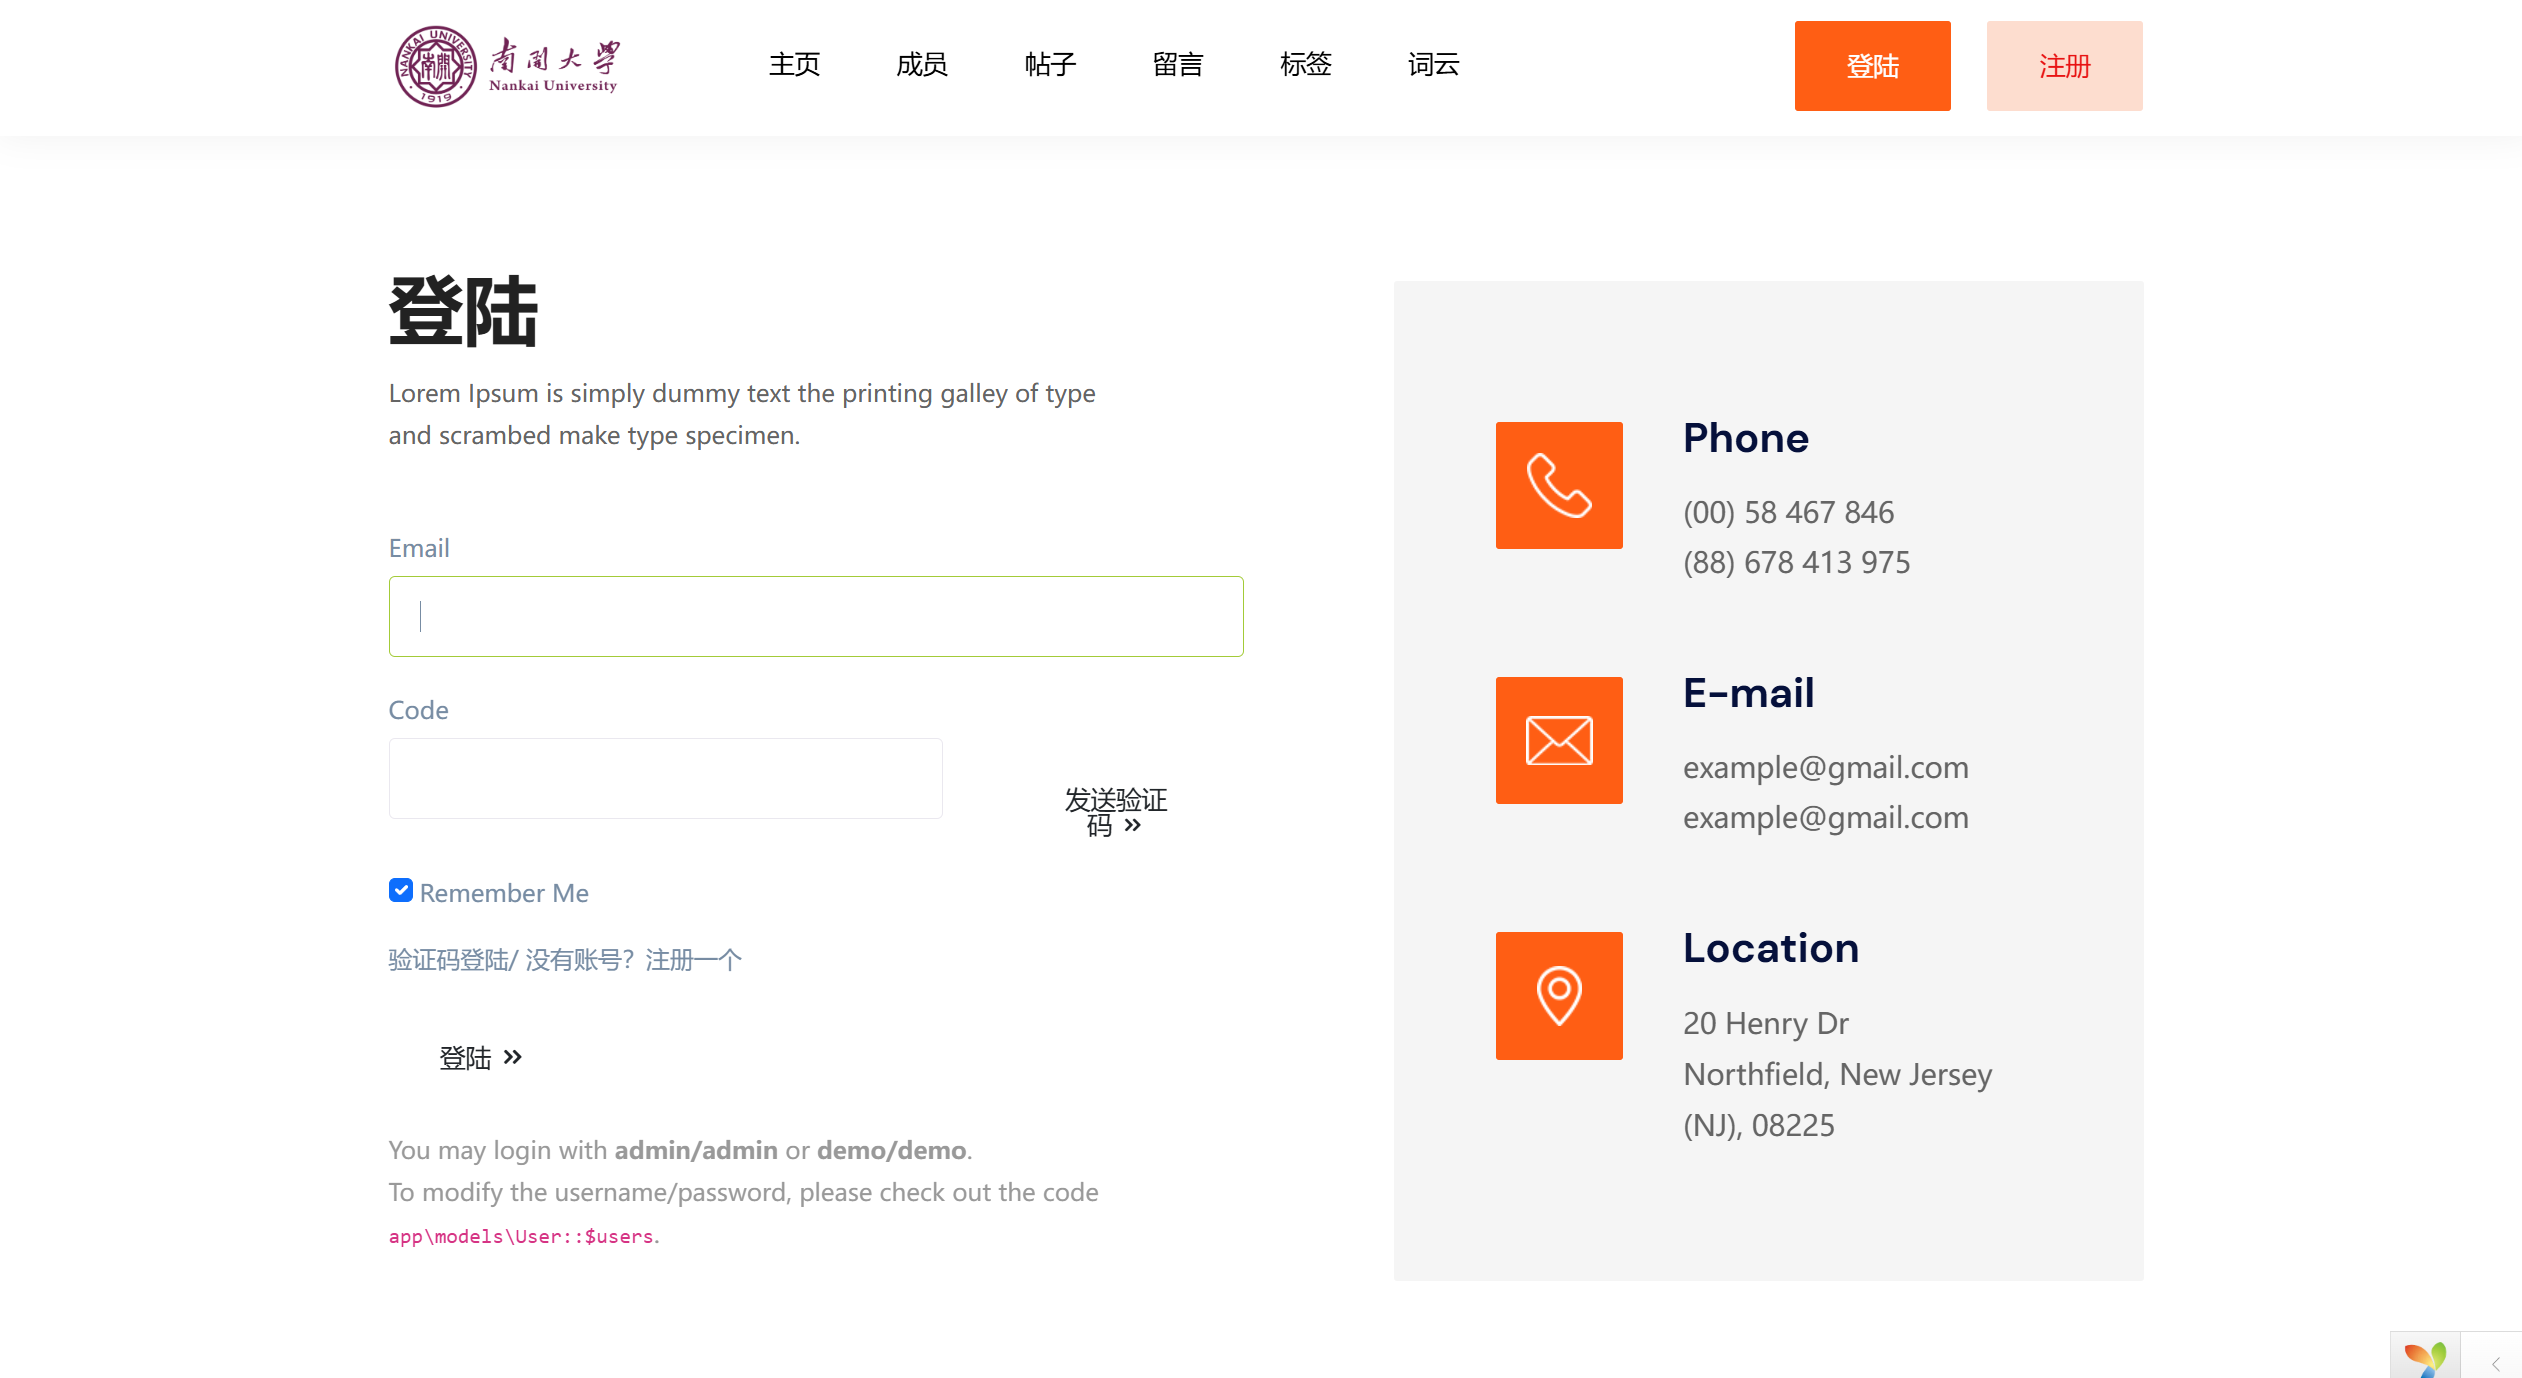 NANKAI UNIVERSITY
南開
1919
南開大學
Nankai University
主页
成员
帖子
留言
标签
词云
登陆
注册
登陆
Lorem Ipsum is simply dummy text the printing galley of type
and scrambed make type specimen.
Email
Code
发送验证
码 »
Remember Me
验证码登陆/ 没有账号？注册一个
登陆 »
You may login with admin/admin or demo/demo.
To modify the username/password, please check out the code
app\models\User::$users.
Phone
(00) 58 467 846
(88) 678 413 975
E-mail
example@gmail.com
example@gmail.com
Location
20 Henry Dr
Northfield, New Jersey
(NJ), 08225